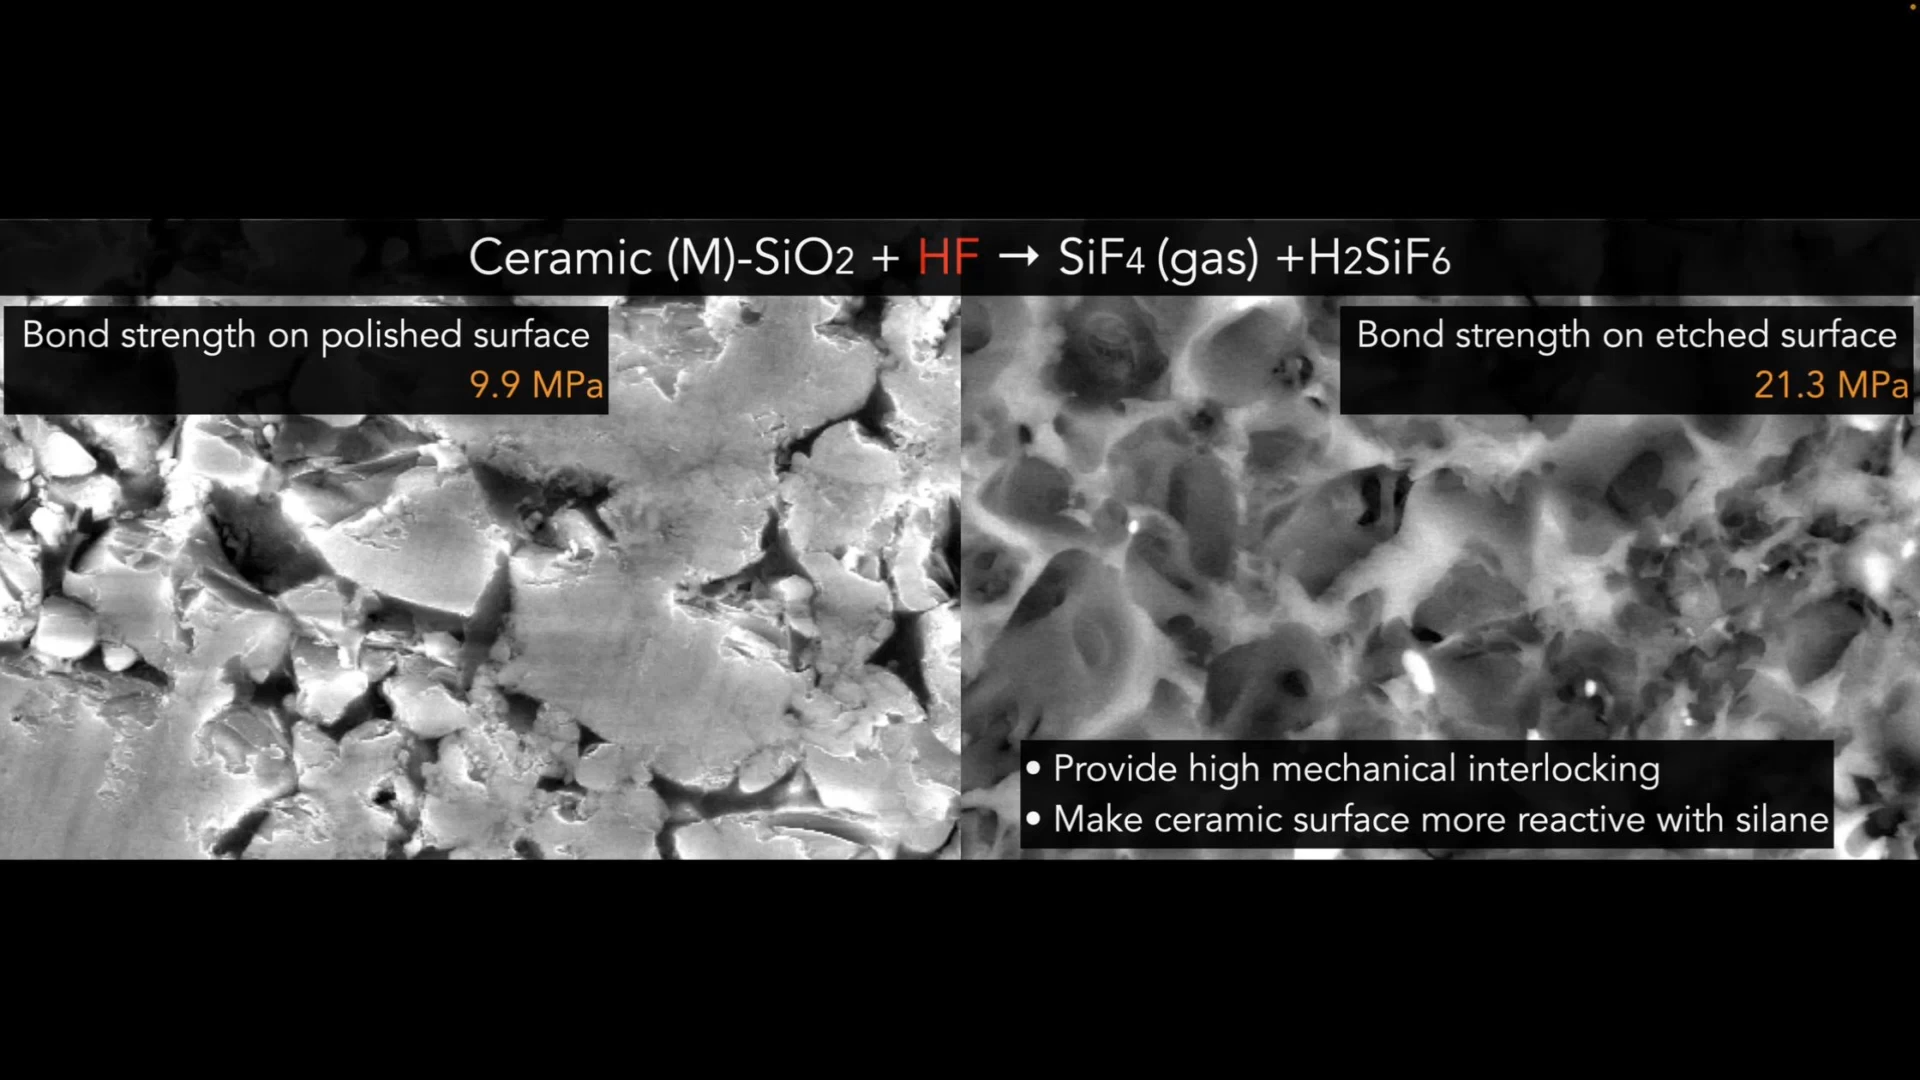 Ceramic (M)-SiO2 + HF → SiF4 (gas) +H2SiF6
Bond strength on polished surface
9.9 MPa
Bond strength on etched surface
21.3 MPa
• Provide high mechanical interlocking
• Make ceramic surface more reactive with silane